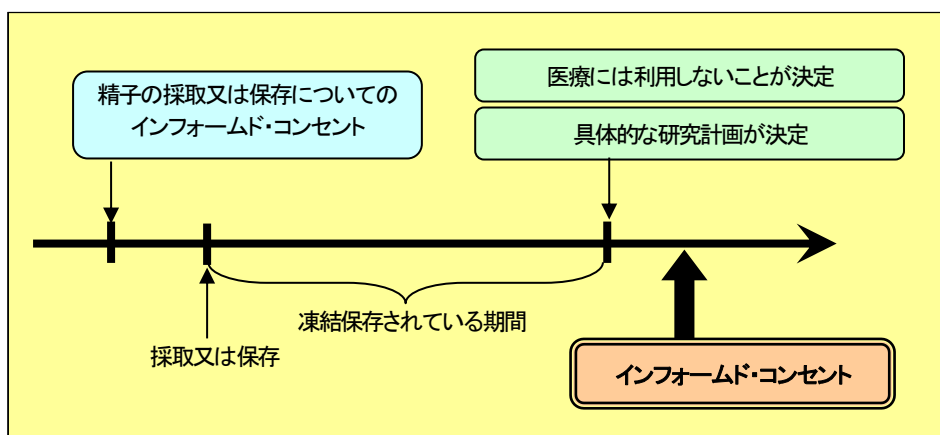 医療には利用しないことが決定
精子の採取又は保存についての
インフォームド・コンセント
具体的な研究計画が決定
凍結保存されている期間
採取又は保存
インフォームド・コンセント